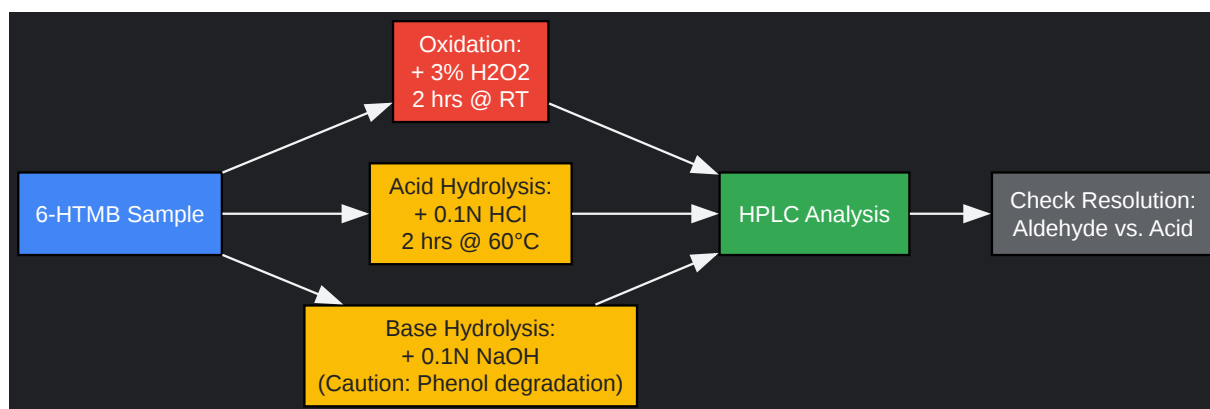 Oxidation:
+ 3% H2O2
2 hrs @ RT
6-HTMB Sample
Acid Hydrolysis:
+ 0.1N HCl
2 hrs @ 60°C
Base Hydrolysis:
+ 0.1N NaOH
(Caution: Phenol degradation)
HPLC Analysis
Check Resolution:
Aldehyde vs. Acid